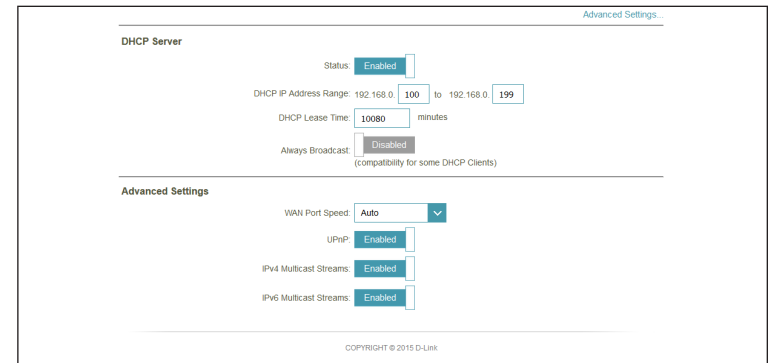 Advanced Settings...
DHCP Server
Status: Enabled
DHCP IP Address Range: 192.168.0. 100 to 192.168.0. 199
DHCP Lease Time: 10080 minutes
Always Broadcast: Disabled
(compatibility for some DHCP Clients)
Advanced Settings
WAN Port Speed: Auto
UPnP: Enabled
IPv4 Multicast Streams: Enabled
IPv6 Multicast Streams: Enabled
COPYRIGHT © 2015 D-Link